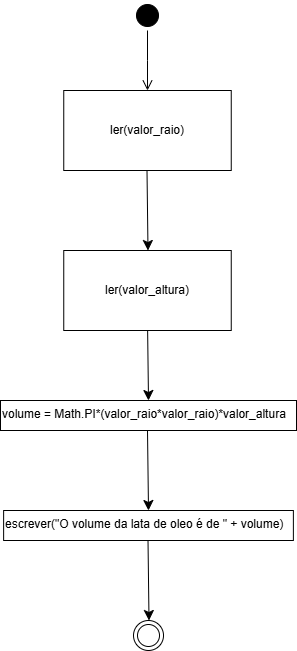 ler(valor_raio)
ler(valor_altura)
volume = Math.PI*(valor_raio*valor_raio)*valor_altura
escrever("O volume da lata de oleo é de " + volume)